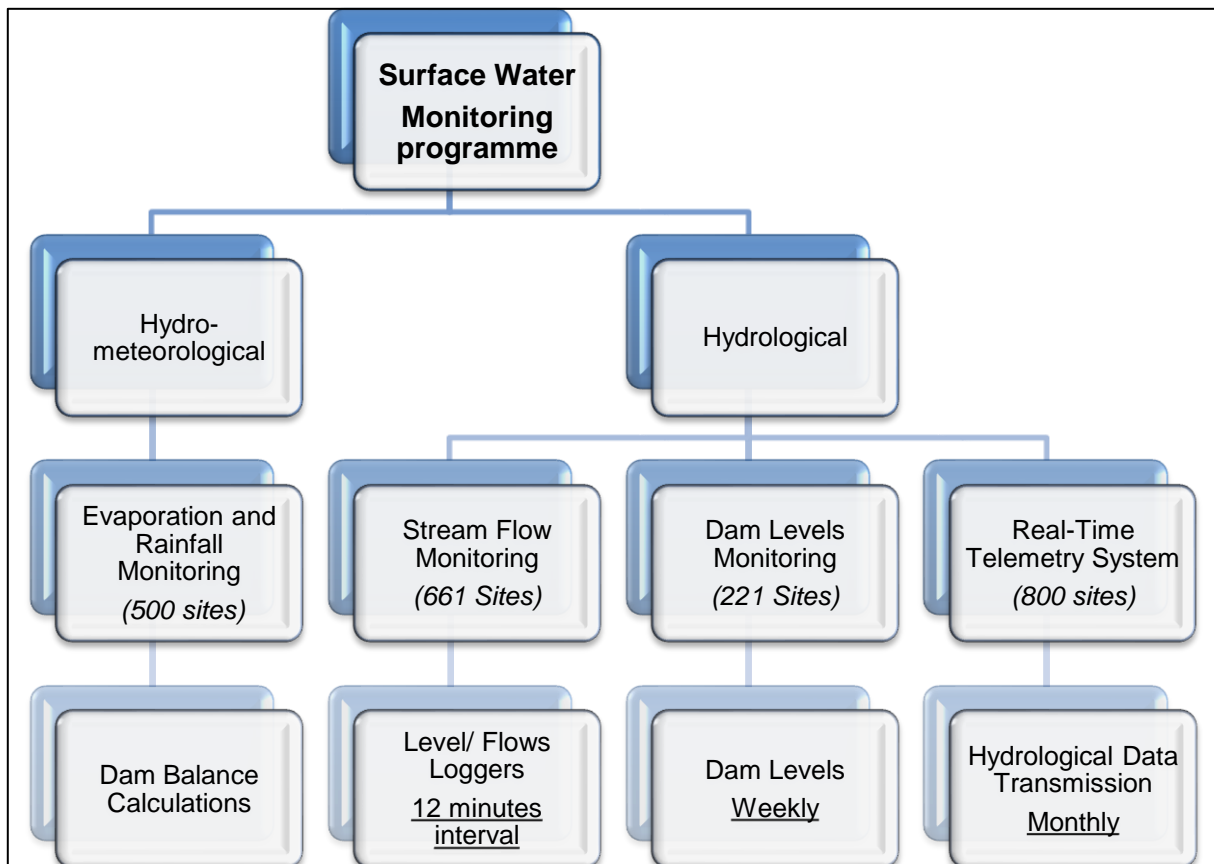 Surface Water
Monitoring
programme
Hydro-
meteorological
Hydrological
Evaporation and
Rainfall
Monitoring
(500 sites)
Stream Flow
Monitoring
(661 Sites)
Dam Levels
Monitoring
(221 Sites)
Real-Time
Telemetry System
(800 sites)
Dam Balance
Calculations
Level/ Flows
Loggers
12 minutes
interval
Dam Levels
Weekly
Hydrological Data
Transmission
Monthly